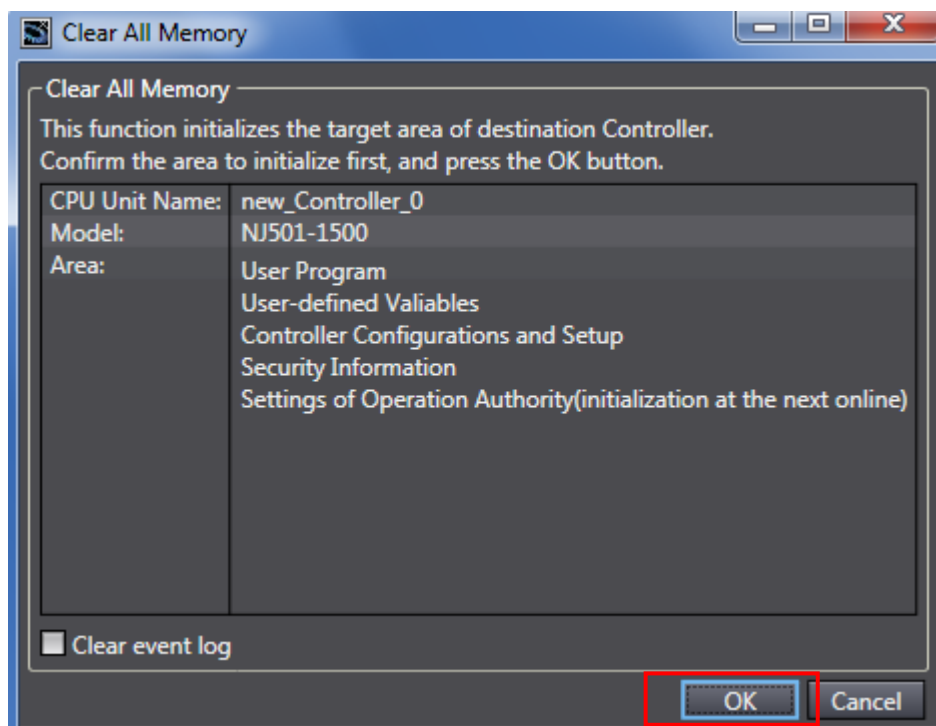 Clear All Memory
Clear All Memory
This function initializes the target area of destination Controller.
Confirm the area to initialize first, and press the OK button.
CPU Unit Name: new_Controller_0
Model: NJ501-1500
Area: User Program
User-defined Valiables
Controller Configurations and Setup
Security Information
Settings of Operation Authority(initialization at the next online)
Clear event log
OK Cancel